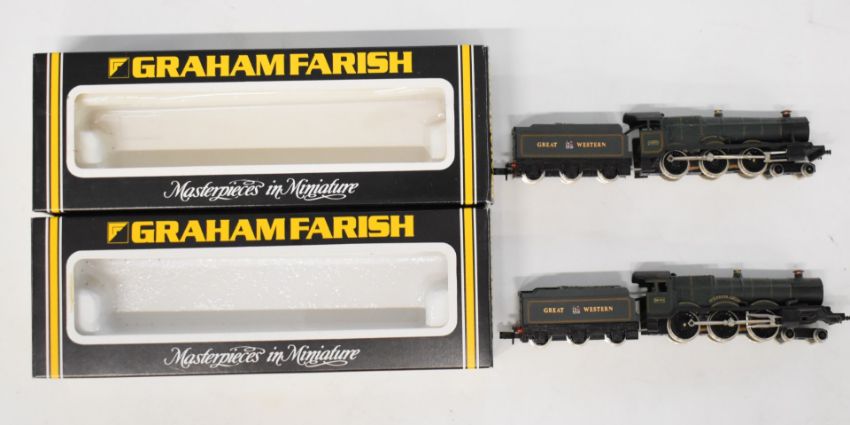 GRAHAM FARISH
Masterpieces in Miniature
GREAT WESTERN
GRAHAM FARISH
Masterpieces in Miniature
GREAT WESTERN